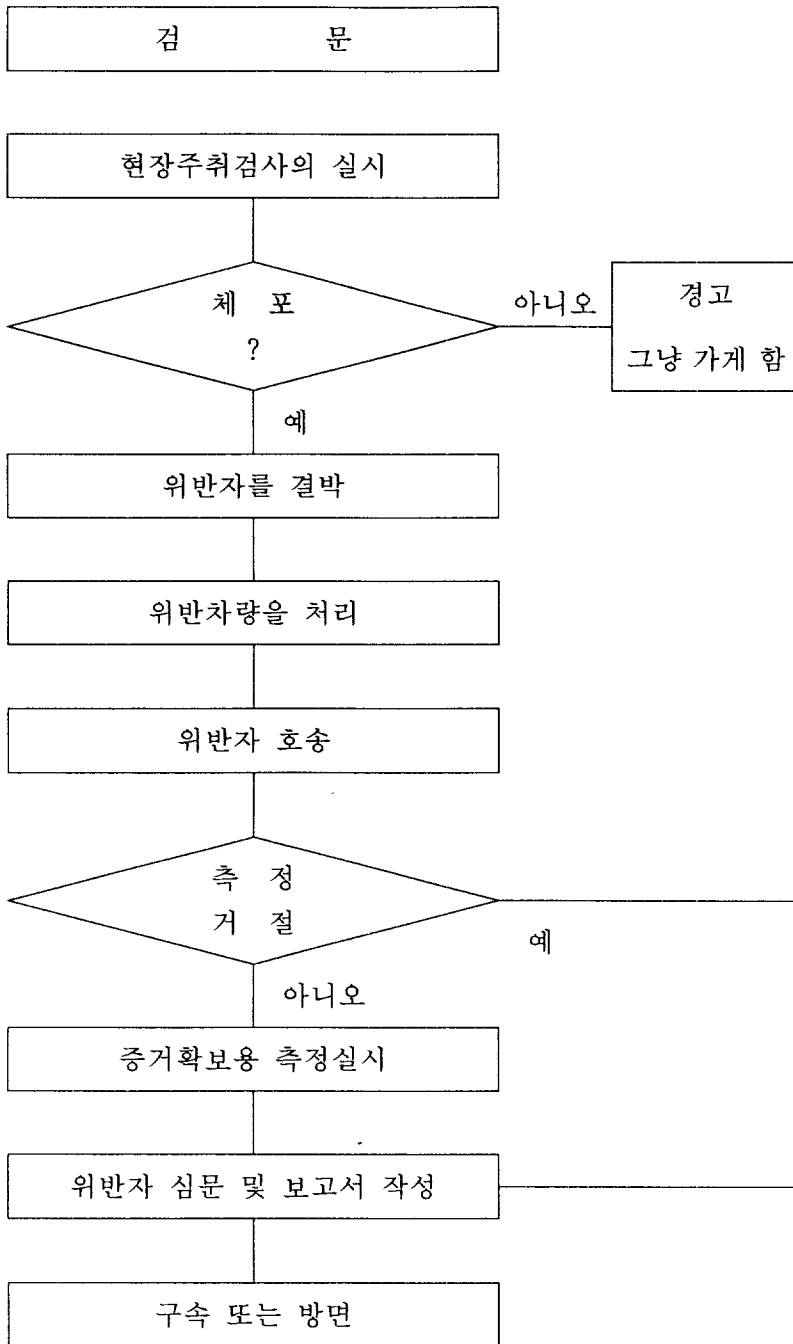 검 문
현장주취검사의 실시
체 포
?
아니오
경고
그냥 가게 함
예
위반자를 결박
위반차량을 처리
위반자 호송
측 정
거 절
예
아니오
증거확보용 측정실시
위반자 심문 및 보고서 작성
구속 또는 방면